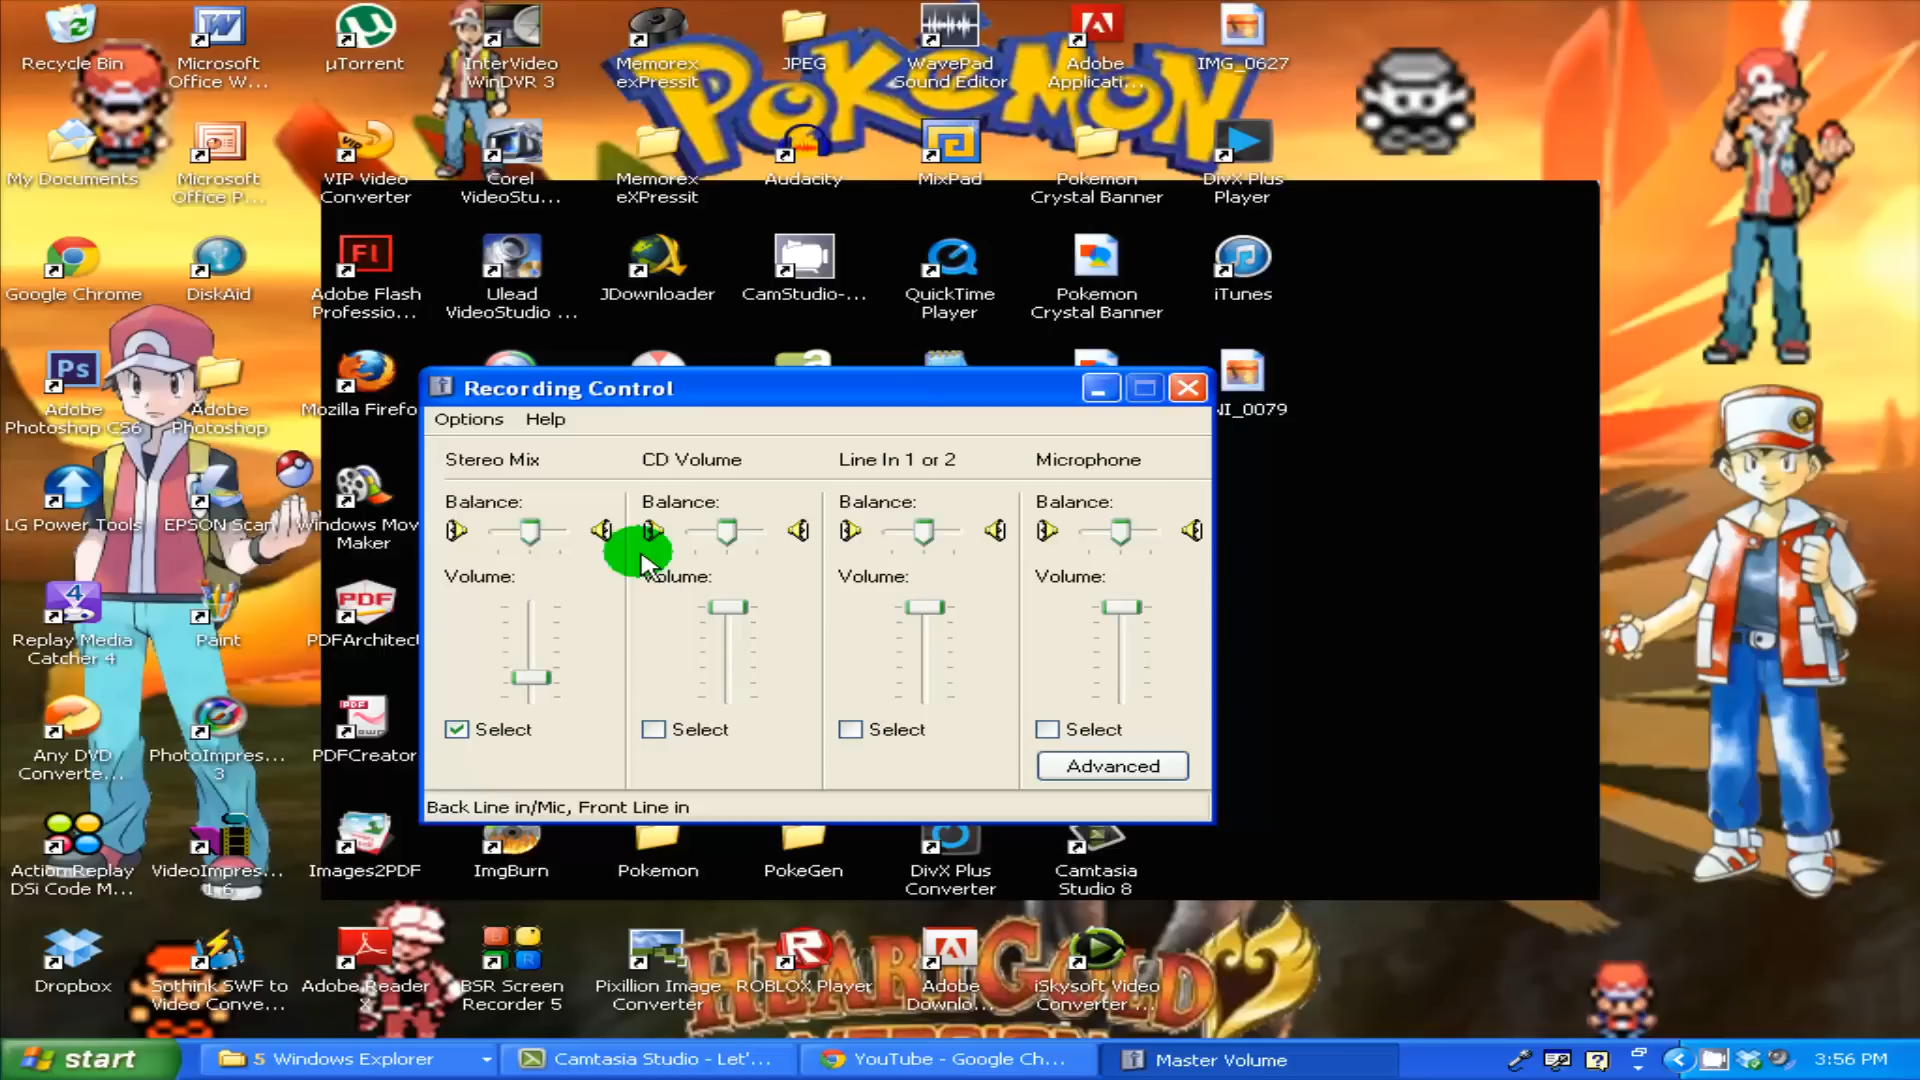 Recycle Bin
Microsoft
Office W...
µTorrent
InterVideo
WinDVR 3
Memorex
exPressit
JPEG
WavePad
Sound Editor
Adobe
Applicati...
IMG_0627
POKéMON
My Documents
Microsoft
Office P...
VIP Video
Converter
Corel
VideoStu...
Memorex
eXPressit
Audacity
MixPad
Pokemon
Crystal Banner
DivX Plus
Player
Google Chrome
DiskAid
Adobe Flash
Professio...
Ulead
VideoStudio ...
JDownloader
CamStudio-...
QuickTime
Player
Pokemon
Crystal Banner
iTunes
Adobe
Photoshop CS6
Adobe
Photoshop
Mozilla Firefo
NI_0079
Recording Control
Options Help
Stereo Mix CD Volume Line In 1 or 2 Microphone
Balance: Balance: Balance: Balance:
Volume: Volume: Volume: Volume:
Select Select Select Select
Advanced
Back Line in/Mic, Front Line in
LG Power Tools
EPSON Scan
Windows Mov
Maker
Replay Media
Catcher 4
Paint
PDFArchitect
Any DVD
Converte...
PhotoImpres...
3
PDFCreator
Action Replay
DSi Code M...
VideoImpres...
1.6
Images2PDF
ImgBurn
Pokemon
PokeGen
DivX Plus
Converter
Camtasia
Studio 8
Dropbox
Sothink SWF to
Video Conve...
Adobe Reader
X
BSR Screen
Recorder 5
Pixillion Image
Converter
ROBLOX Player
Adobe
Downlo...
iSkysoft Video
Converter ...
HEARTGOLD
VERSION
start
5 Windows Explorer
Camtasia Studio - Let'...
YouTube - Google Ch...
Master Volume
3:56 PM